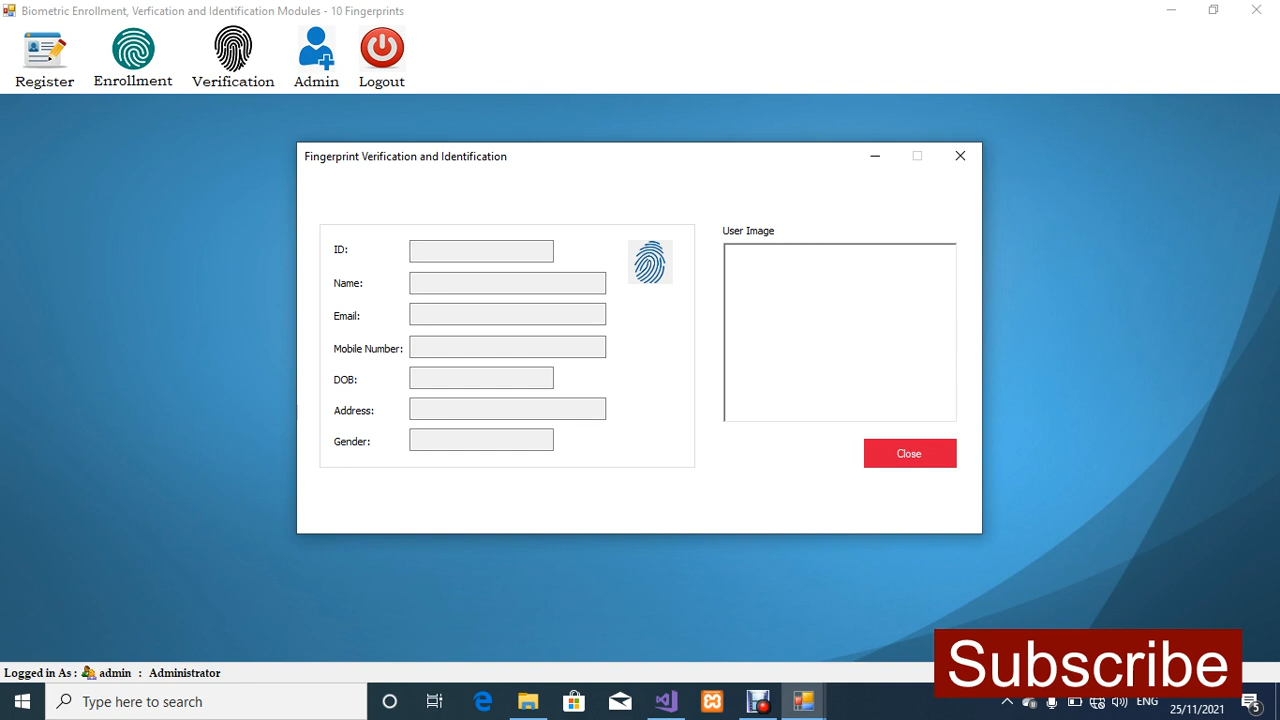 Biometric Enrollment, Verfication and Identification Modules - 10 Fingerprints
Register
Enrollment
Verification
Admin
Logout
Fingerprint Verification and Identification
ID:
Name:
Email:
Mobile Number:
DOB:
Address:
Gender:
User Image
Close
Logged in As : admin : Administrator
Subscribe
Type here to search
ENG
25/11/2021
5